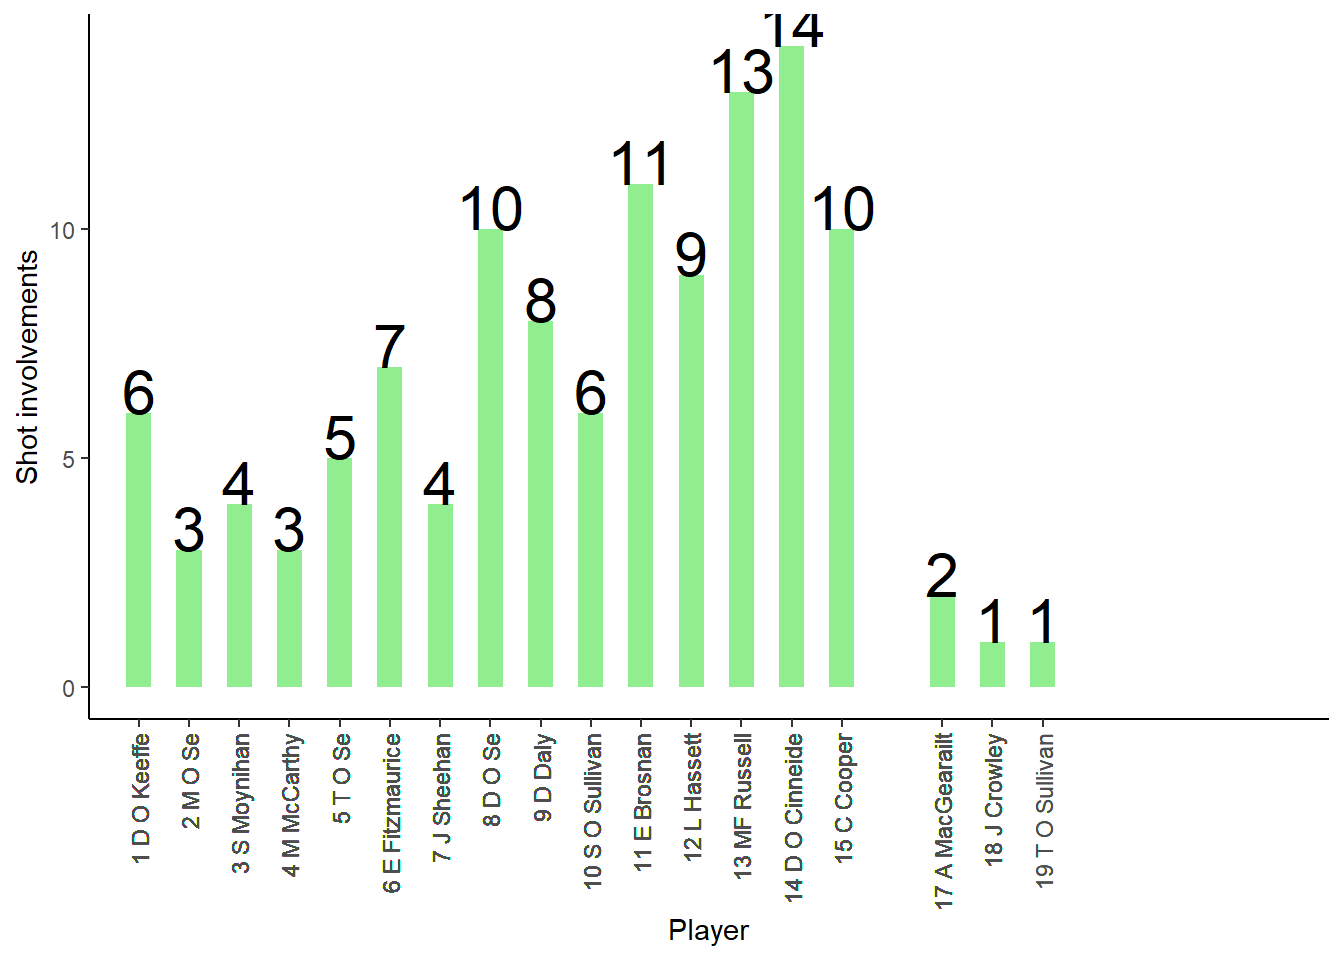 14
13
11
10
10
9
8
7
6
6
5
4
4
3
3
2
1
1
10
5
0
Shot involvements
1 D O Keeffe
2 M O Se
3 S Moynihan
4 M McCarthy
5 T O Se
6 E Fitzmaurice
7 J Sheehan
8 D O Se
9 D Daly
10 S O Sullivan
11 E Brosnan
12 L Hassett
13 MF Russell
14 D O Cinneide
15 C Cooper
17 A MacGearailt
18 J Crowley
19 T O Sullivan
Player